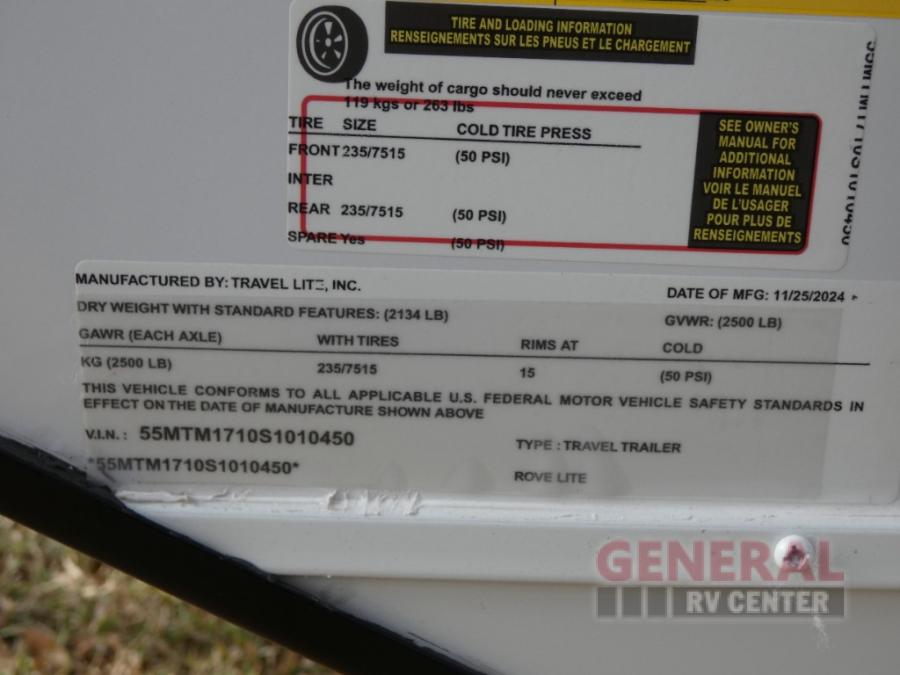 TIRE AND LOADING INFORMATION
RENSEIGNEMENTS SUR LES PNEUS ET LE CHARGEMENT
The weight of cargo should never exceed
119 kgs or 263 lbs
TIRE SIZE COLD TIRE PRESS
FRONT 235/7515 (50 PSI)
INTER
REAR 235/7515 (50 PSI)
SPARE Yes (50 PSI)
SEE OWNER'S
MANUAL FOR
ADDITIONAL
INFORMATION
VOIR LE MANUEL
DE L'USAGER
POUR PLUS DE
RENSEIGNEMENTS
55MTM1710S1010450
MANUFACTURED BY: TRAVEL LITE, INC. DATE OF MFG: 11/25/2024
DRY WEIGHT WITH STANDARD FEATURES: (2134 LB) GVWR: (2500 LB)
GAWR (EACH AXLE) WITH TIRES RIMS AT COLD
KG (2500 LB) 235/7515 15 (50 PSI)
THIS VEHICLE CONFORMS TO ALL APPLICABLE U.S. FEDERAL MOTOR VEHICLE SAFETY STANDARDS IN
EFFECT ON THE DATE OF MANUFACTURE SHOWN ABOVE
V.I.N. : 55MTM1710S1010450 TYPE : TRAVEL TRAILER
*55MTM1710S1010450* ROVE LITE
GENERAL
RV CENTER